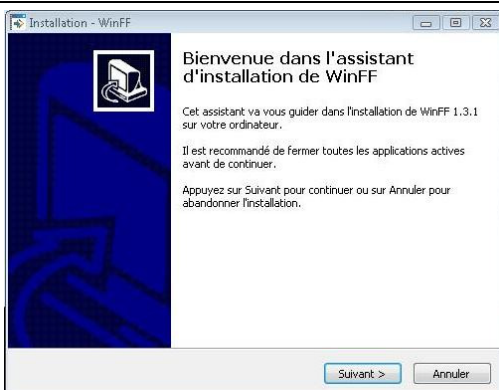 Installation - WinFF
Bienvenue dans l'assistant
d'installation de WinFF
Cet assistant va vous guider dans l'installation de WinFF 1.3.1
sur votre ordinateur.
Il est recommandé de fermer toutes les applications actives
avant de continuer.
Appuyez sur Suivant pour continuer ou sur Annuler pour
abandonner l'installation.
Suivant >
Annuler